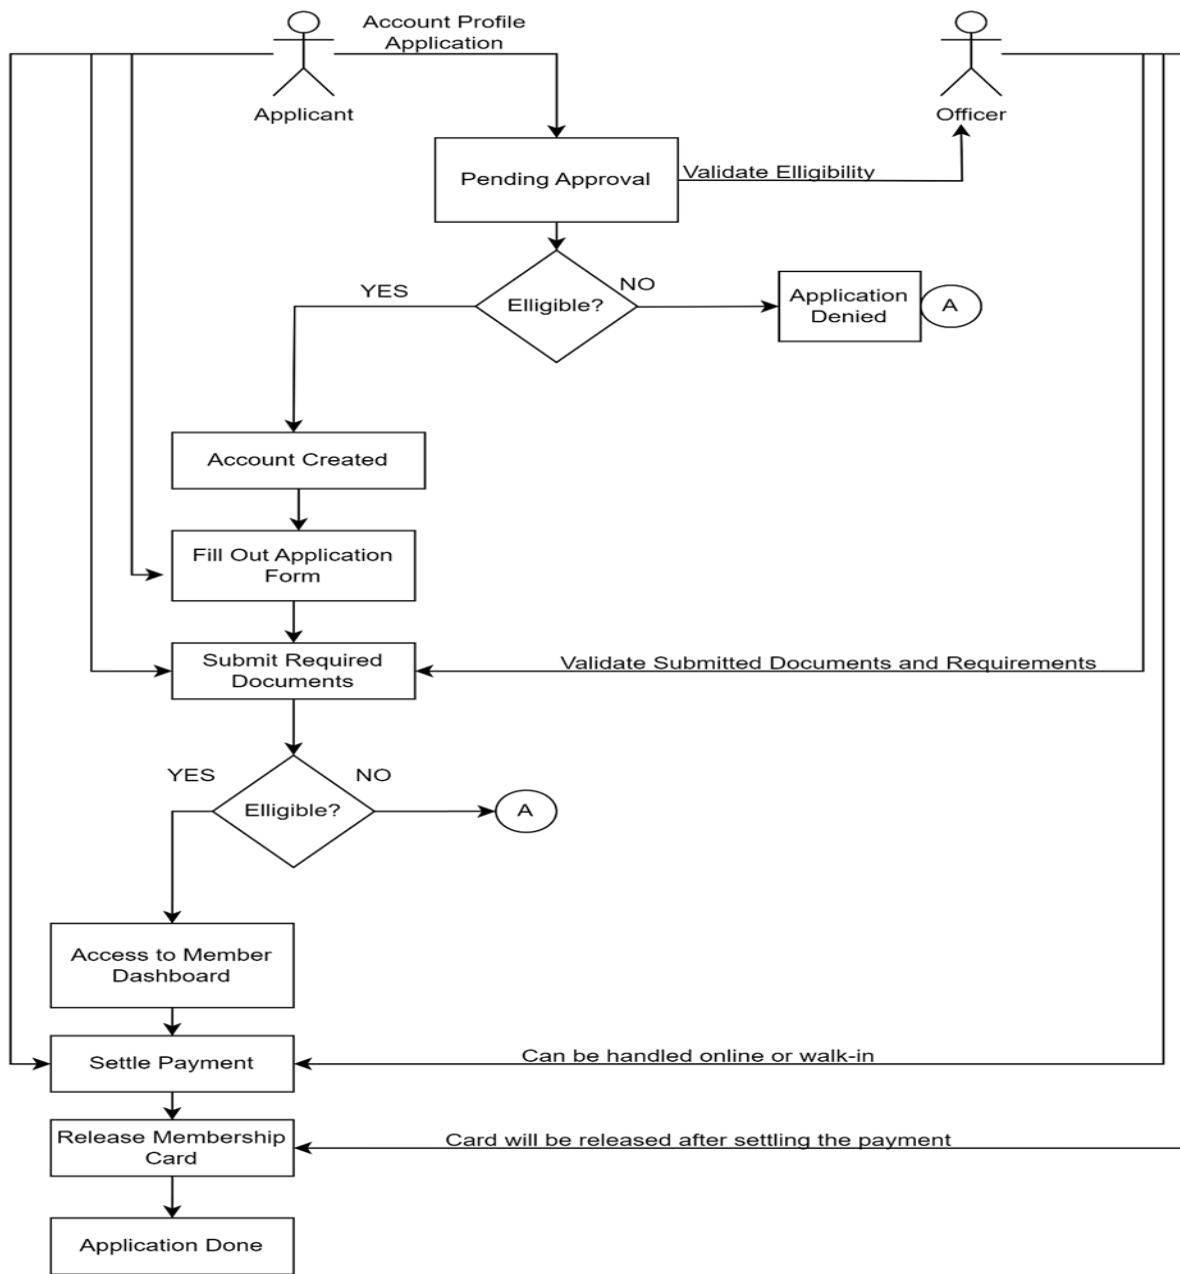 Account Profile
Application
Applicant
Officer
Pending Approval
Validate Elligibility
Elligible?
YES
NO
Application
Denied
A
Account Created
Fill Out Application
Form
Submit Required
Documents
Validate Submitted Documents and Requirements
Elligible?
YES
NO
A
Access to Member
Dashboard
Settle Payment
Can be handled online or walk-in
Release Membership
Card
Card will be released after settling the payment
Application Done